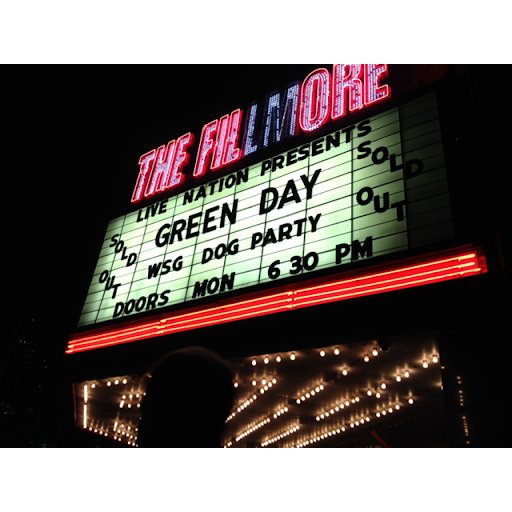 THE FILLMORE
LIVE NATION PRESENTS
SOLD OUT
GREEN DAY
SOLD OUT
WSG DOG PARTY
DOORS MON 6 30 PM